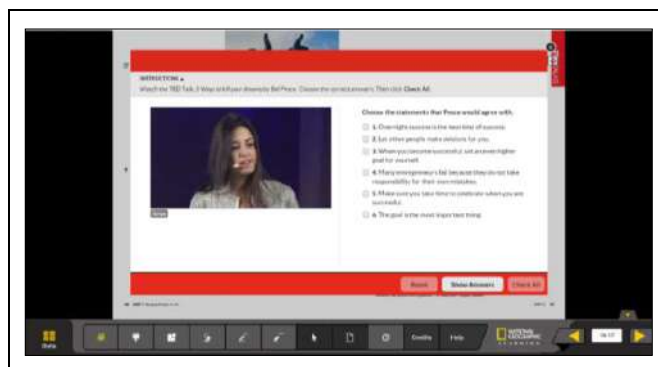 INSTRUCTIONS
Watch the TED Talk, 5 Ways to Kill your dreams by Bel Pesce. Choose the correct answers. Then click Check All.
Choose the statements that Pesce would agree with.
1. Overnight success is the best kind of success.
2. Let other people make decisions for you.
3. When you become successful, set an even higher
goal for yourself.
4. Many entrepreneurs fail because they do not take
responsibility for their own mistakes.
5. Make sure you take time to celebrate when you are
successful.
6. The goal is the most important thing.
Reset
Show Answers
Check All
Credits
Help
NATIONAL
GEOGRAPHIC
LEARNING